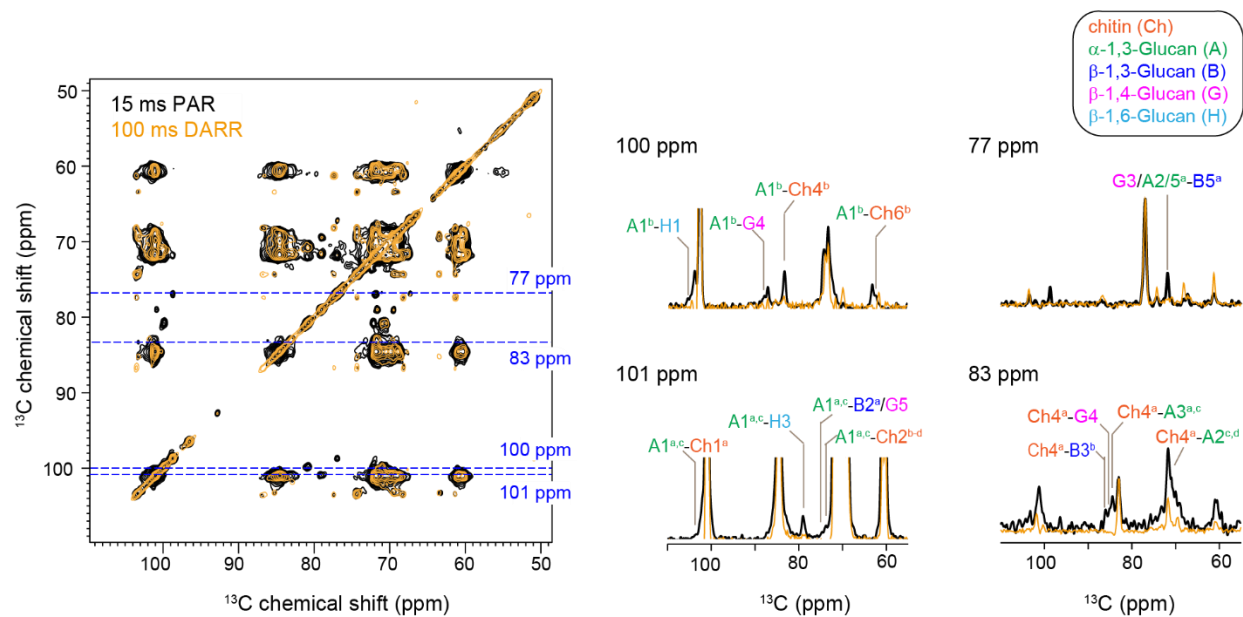 chitin (Ch)
α-1,3-Glucan (A)
β-1,3-Glucan (B)
β-1,4-Glucan (G)
β-1,6-Glucan (H)
15 ms PAR
100 ms DARR
50
60
70
80
90
100
¹³C chemical shift (ppm)
77 ppm
83 ppm
100 ppm
101 ppm
100 90 80 70 60 50
¹³C chemical shift (ppm)
100 ppm
A1ᵇ-Ch4ᵇ
A1ᵇ-H1
A1ᵇ-G4
A1ᵇ-Ch6ᵇ
77 ppm
G3/A2/5ᵃ-B5ᵃ
101 ppm
A1ᵃ,ᶜ-B2ᵃ/G5
A1ᵃ,ᶜ-H3
A1ᵃ,ᶜ-Ch1ᵃ
A1ᵃ,ᶜ-Ch2ᵇ⁻ᵈ
100 80 60
¹³C (ppm)
83 ppm
Ch4ᵃ-G4
Ch4ᵃ-A3ᵃ,ᶜ
Ch4ᵃ-B3ᵇ
Ch4ᵃ-A2ᶜ,ᵈ
100 80 60
¹³C (ppm)